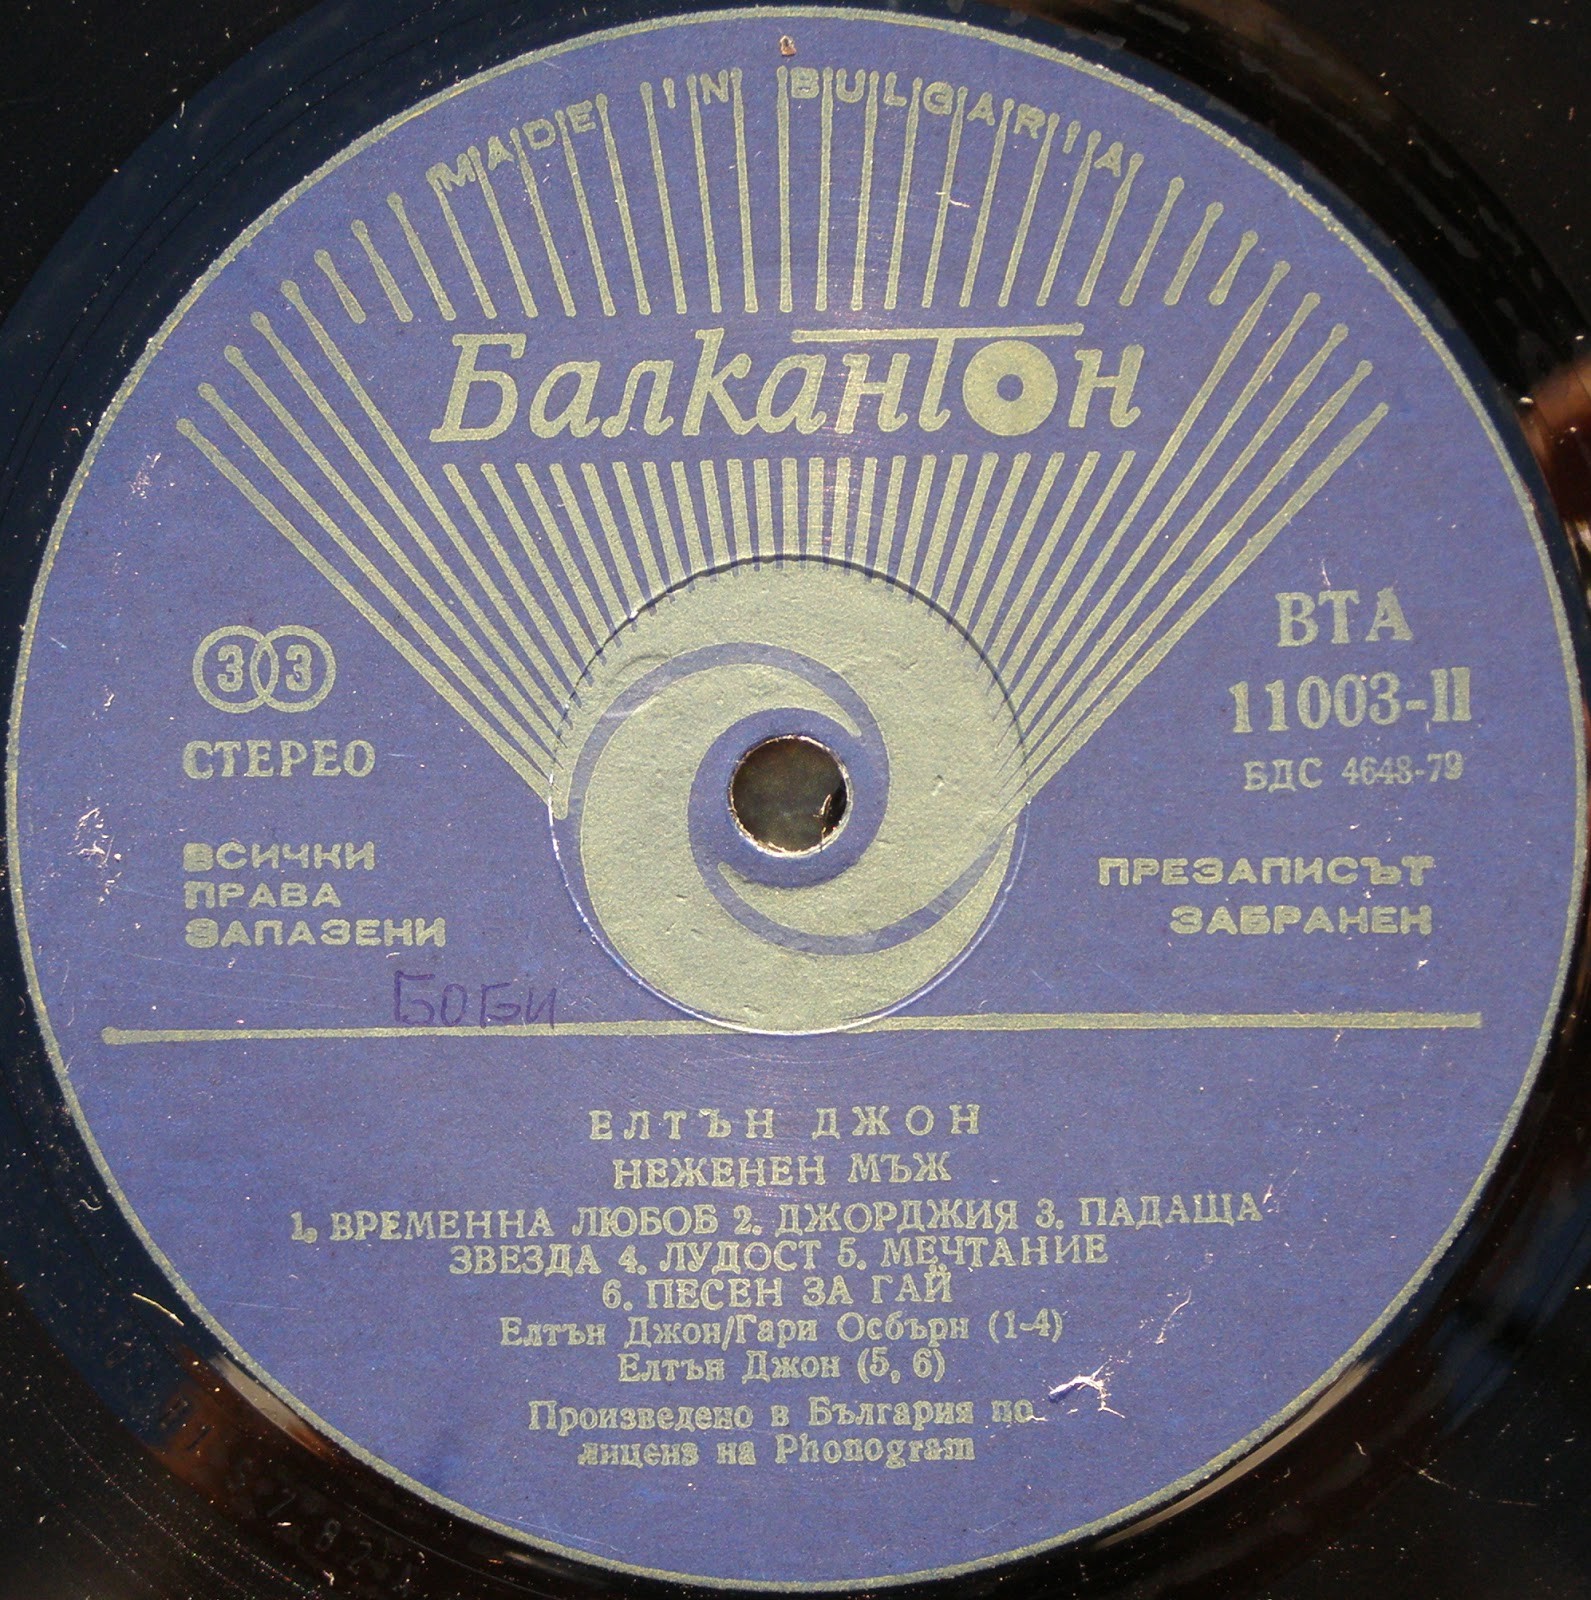 MADE IN BULGARIA
Балкантон
33
СТЕРЕО
ВТА
11003-II
БДС 4648-79
ВСИЧКИ
ПРАВА
ЗАПАЗЕНИ
ПРЕЗАПИСЪТ
ЗАБРАНЕН
БОБИ
ЕЛТЪН ДЖОН
НЕЖЕНЕН МЪЖ
1. ВРЕМЕННА ЛЮБОВ 2. ДЖОРДЖИЯ 3. ПАДАЩА
ЗВЕЗДА 4. ЛУДОСТ 5. МЕЧТАНИЕ
6. ПЕСЕН ЗА ГАЙ
Елтън Джон/Гари Осбърн (1-4)
Елтън Джон (5, 6)
Произведено в България по
лиценз на Phonogram